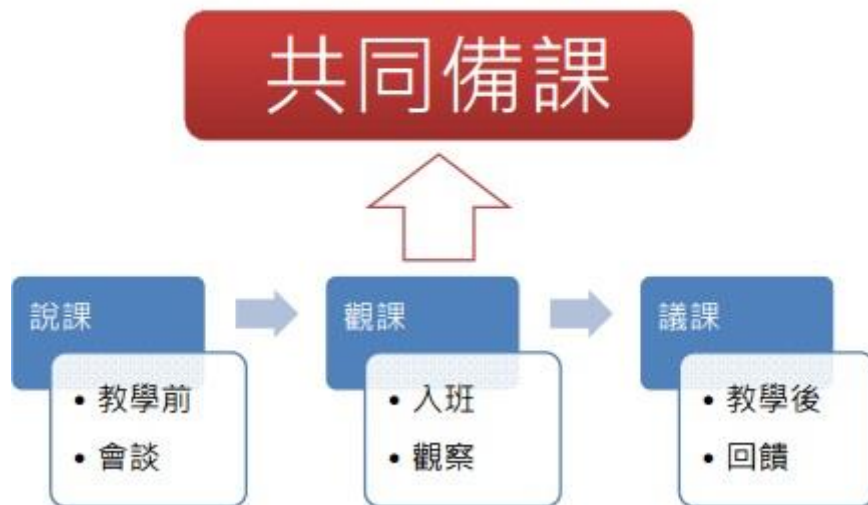 共同備課
說課
• 教學前
• 會談
觀課
• 入班
• 觀察
議課
• 教學後
• 回饋